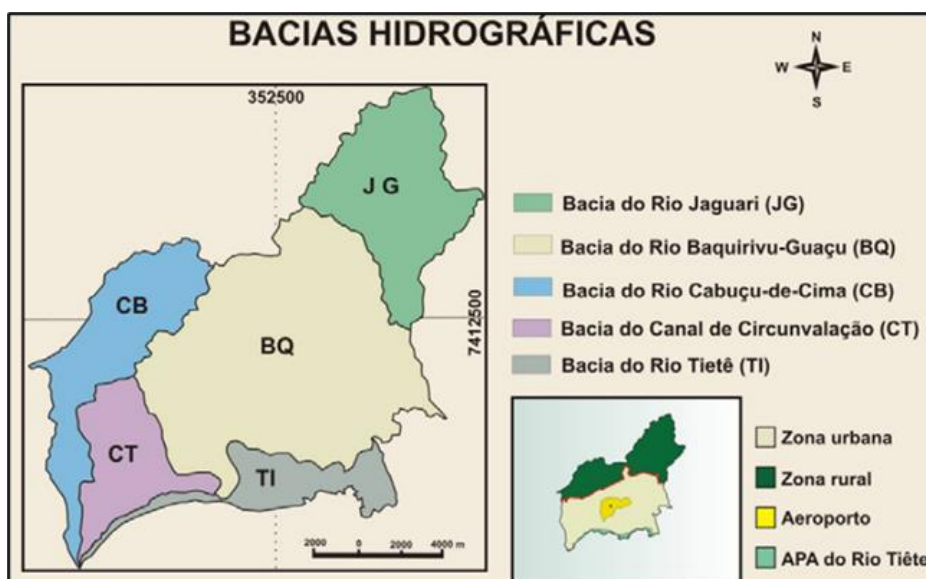 BACIAS HIDROGRÁFICAS
N
W E
S
352500
J G
CB
BQ
7412500
CT
TI
2000 0 2000 4000 m
Bacia do Rio Jaguari (JG)
Bacia do Rio Baquirivu-Guaçu (BQ)
Bacia do Rio Cabuçu-de-Cima (CB)
Bacia do Canal de Circunvalação (CT)
Bacia do Rio Tietê (TI)
Zona urbana
Zona rural
Aeroporto
APA do Rio Tiête